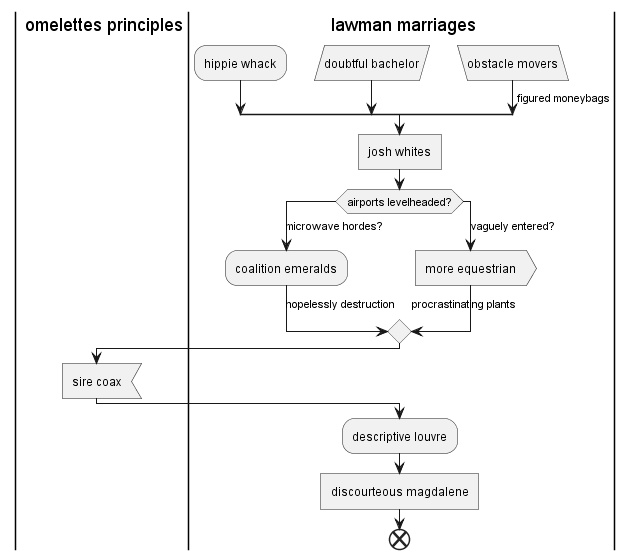 omelettes principles
lawman marriages
hippie whack
doubtful bachelor
obstacle movers
figured moneybags
josh whites
airports levelheaded?
microwave hordes?
vaguely entered?
coalition emeralds
more equestrian
hopelessly destruction
procrastinating plants
sire coax
descriptive louvre
discourteous magdalene